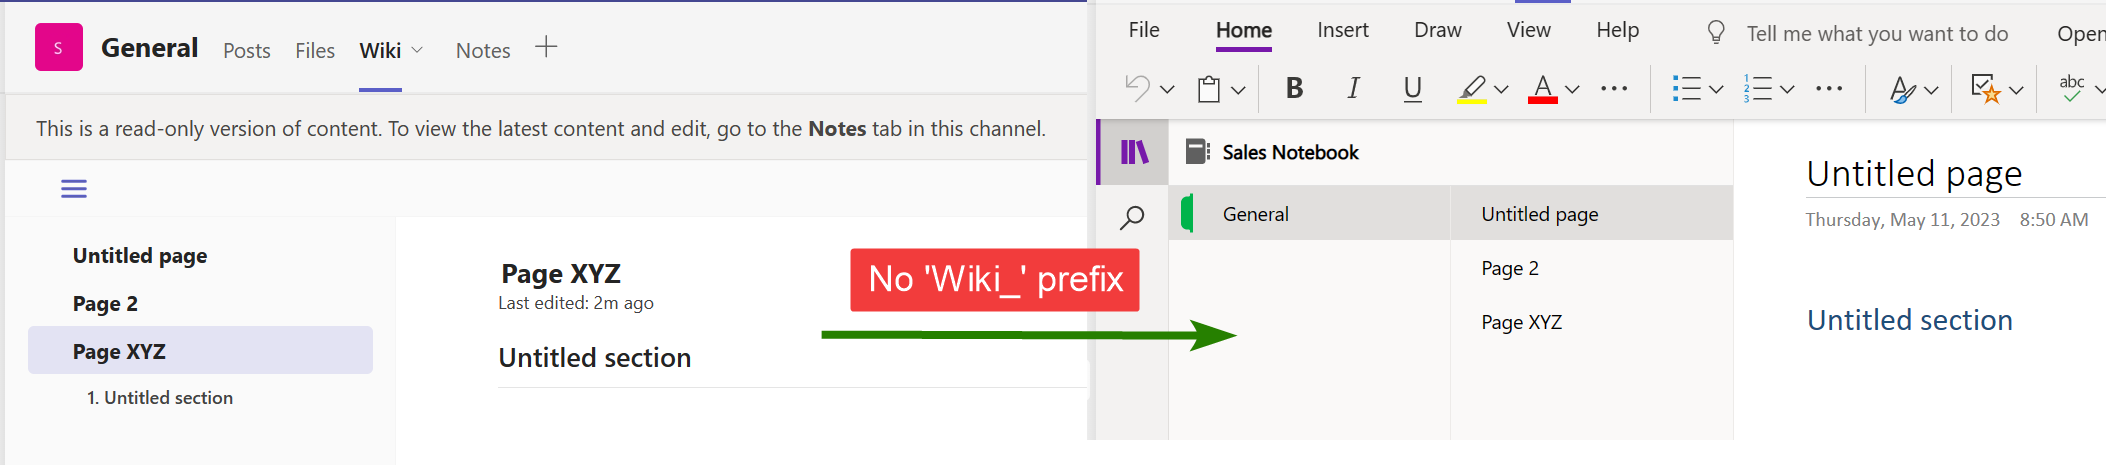 S
General Posts Files Wiki Notes
This is a read-only version of content. To view the latest content and edit, go to the Notes tab in this channel.
Untitled page
Page 2
Page XYZ
1. Untitled section
Page XYZ
Last edited: 2m ago
Untitled section
No 'Wiki_' prefix
File Home Insert Draw View Help Tell me what you want to do Open
B I U A abc
1
2
3
Sales Notebook
General
Untitled page
Page 2
Page XYZ
Untitled page
Thursday, May 11, 2023 8:50 AM
Untitled section